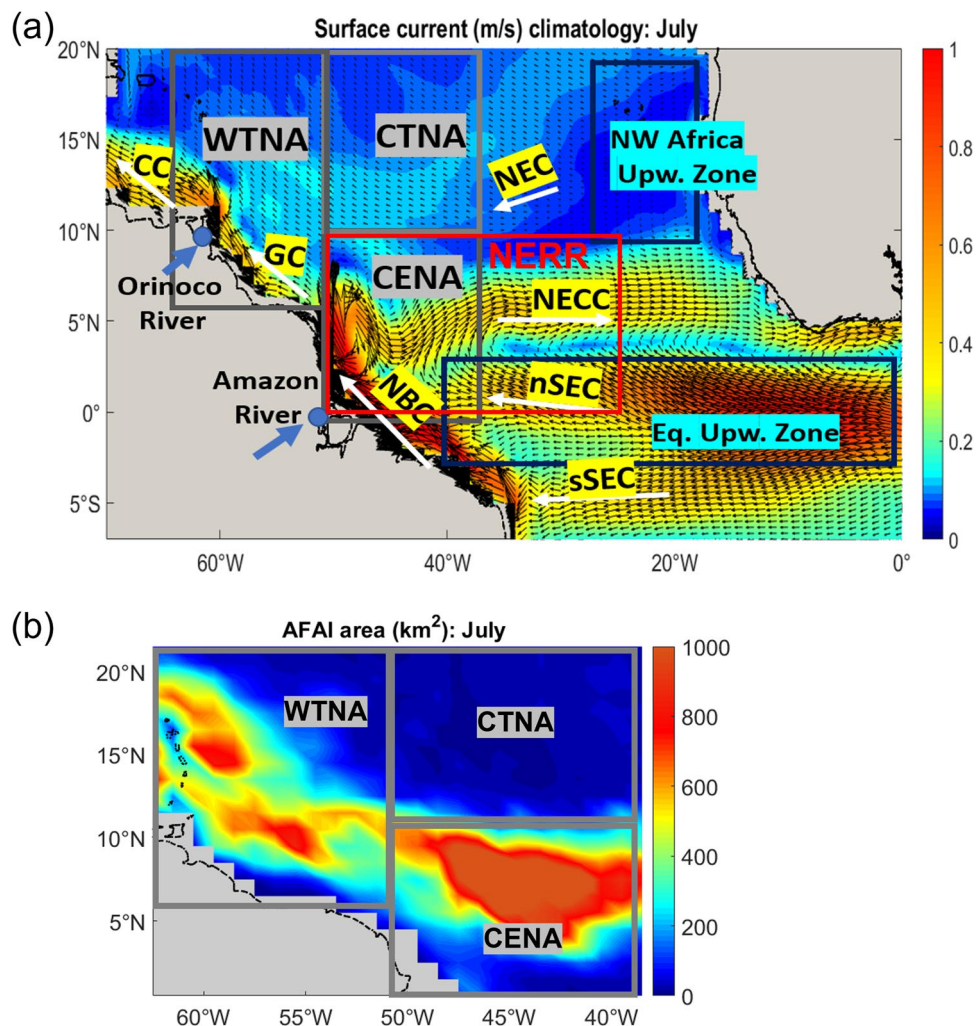 (a)
Surface current (m/s) climatology: July
20°N
15°N
10°N
5°N
0°
5°S
60°W
40°W
20°W
0°
1
0.8
0.6
0.4
0.2
0
WTNA
CTNA
NW Africa
Upw. Zone
NEC
CC
GC
NERR
CENA
Orinoco
River
NECC
Amazon
River
NBC
nSEC
Eq. Upw. Zone
sSEC
(b)
AFAI area (km²): July
20°N
15°N
10°N
5°N
60°W
55°W
50°W
45°W
40°W
1000
800
600
400
200
0
WTNA
CTNA
CENA